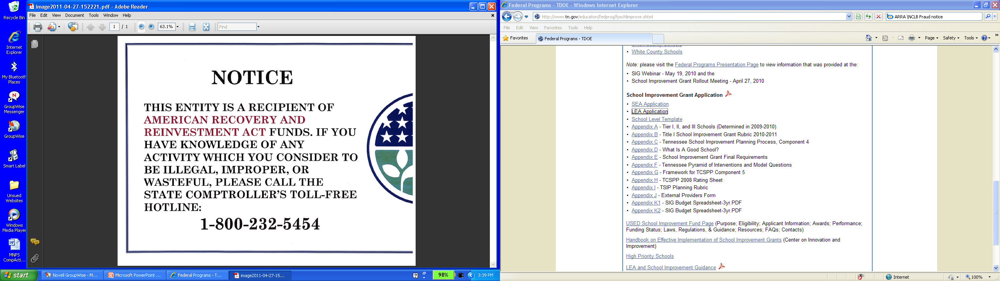 Recycle Bin
Internet
Explorer
My Bluetooth
Places
GroupWise
Messenger
GroupWise
Smart Label
Unsued
Websites
Windows
Media Player
MNPS
CompActi...
image2011-04-27-152221.pdf - Adobe Reader
File Edit View Document Tools Window Help
1 / 1 63.1% Find
NOTICE
THIS ENTITY IS A RECIPIENT OF
AMERICAN RECOVERY AND
REINVESTMENT ACT FUNDS. IF YOU
HAVE KNOWLEDGE OF ANY
ACTIVITY WHICH YOU CONSIDER TO
BE ILLEGAL, IMPROPER, OR
WASTEFUL, PLEASE CALL THE
STATE COMPTROLLER'S TOLL-FREE
HOTLINE:
1-800-232-5454
start Novell GroupWise - M... Microsoft PowerPoint ... Federal Programs - T... image2011-04-27-15... 98% 3:39 PM
Federal Programs - TDOE - Windows Internet Explorer
http://www.tn.gov/education/fedprog/fpschlimprove.shtml ARRA \NCLB Fraud notice
File Edit View Favorites Tools Help
Favorites Federal Programs - TDOE Page Safety Tools
Union County Schools
• White County Schools
Note: please visit the Federal Programs Presentation Page to view information that was provided at the:
• SIG Webinar - May 19, 2010 and the
• School Improvement Grant Rollout Meeting - April 27, 2010
School Improvement Grant Application
• SEA Application
• LEA Application
• School Level Template
• Appendix A - Tier I, II, and III Schools (Determined in 2009-2010)
• Appendix B - Title I School Improvement Grant Rubric 2010-2011
• Appendix C - Tennessee School Improvement Planning Process, Component 4
• Appendix D - What Is A Good School?
• Appendix E - School Improvement Grant Final Requirements
• Appendix F - Tennessee Pyramid of Interventions and Model Questions
• Appendix G - Framework for TCSPP Component 5
• Appendix H - TCSPP 2008 Rating Sheet
• Appendix I - TSIP Planning Rubric
• Appendix J - External Providers Form
• Appendix K1 - SIG Budget Spreadsheet-3yr.PDF
• Appendix K2 - SIG Budget Spreadsheet-3yr.PDF
USED School Improvement Fund Page (Purpose; Eligibility; Applicant Information; Awards; Performance;
Funding Status; Laws, Regulations, & Guidance; Resources; FAQs; Contacts)
Handbook on Effective Implementation of School Improvement Grants (Center on Innovation and
Improvement)
High Priority Schools
LEA and School Improvement Guidance
Internet 100%